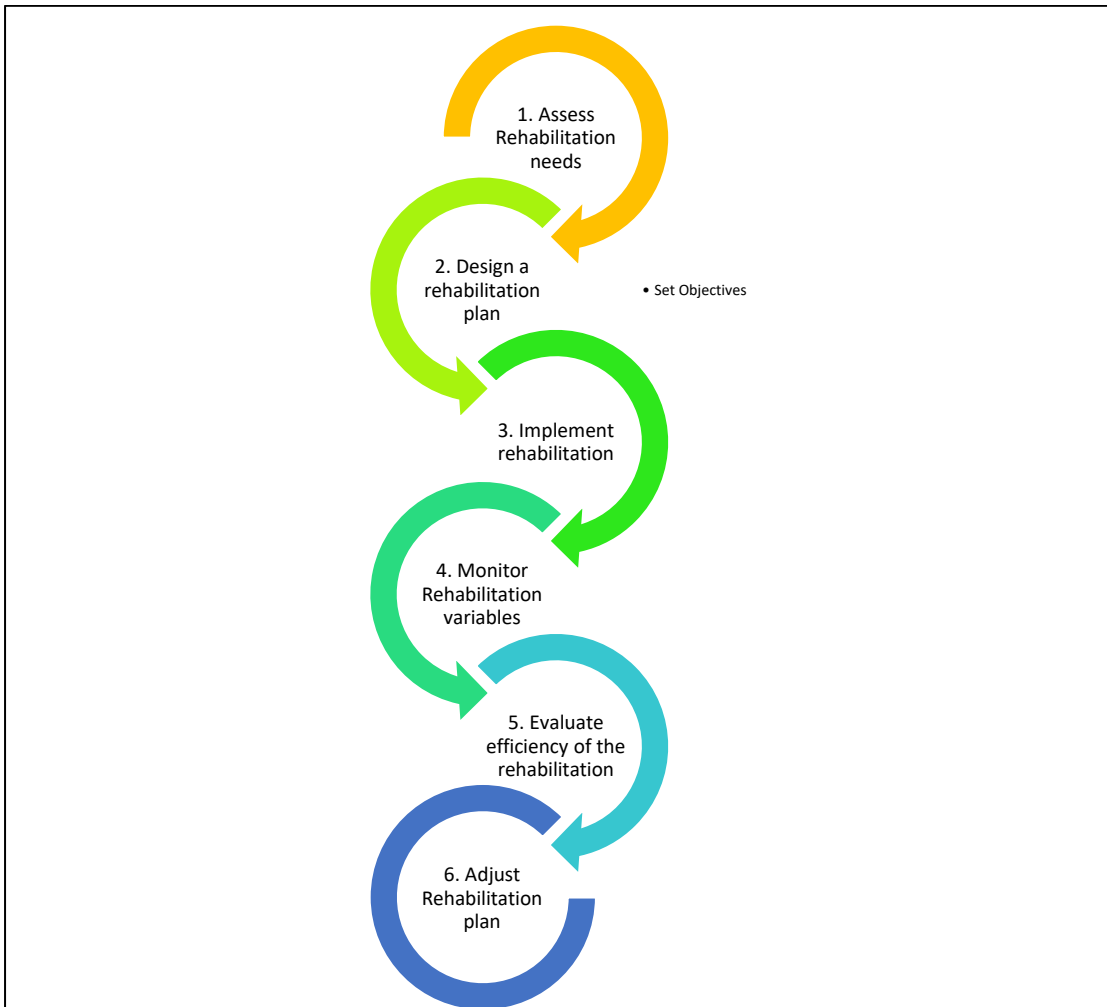 1. Assess
Rehabilitation
needs
2. Design a
rehabilitation
plan
• Set Objectives
3. Implement
rehabilitation
4. Monitor
Rehabilitation
variables
5. Evaluate
efficiency of the
rehabilitation
6. Adjust
Rehabilitation
plan